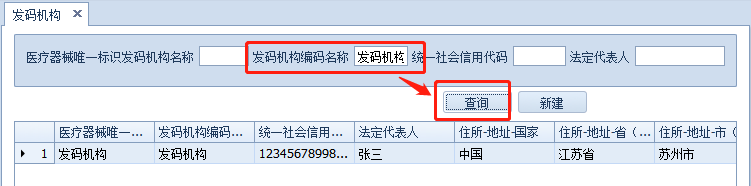 发码机构 ×
医疗器械唯一标识发码机构名称 发码机构编码名称 发码机构 统一社会信用代码 法定代表人
查询 新建
医疗器械唯一... 发码机构编码... 统一社会信用... 法定代表人 住所-地址-国家 住所-地址-省（... 住所-地址-市（
1 发码机构 发码机构 12345678998... 张三 中国 江苏省 苏州市